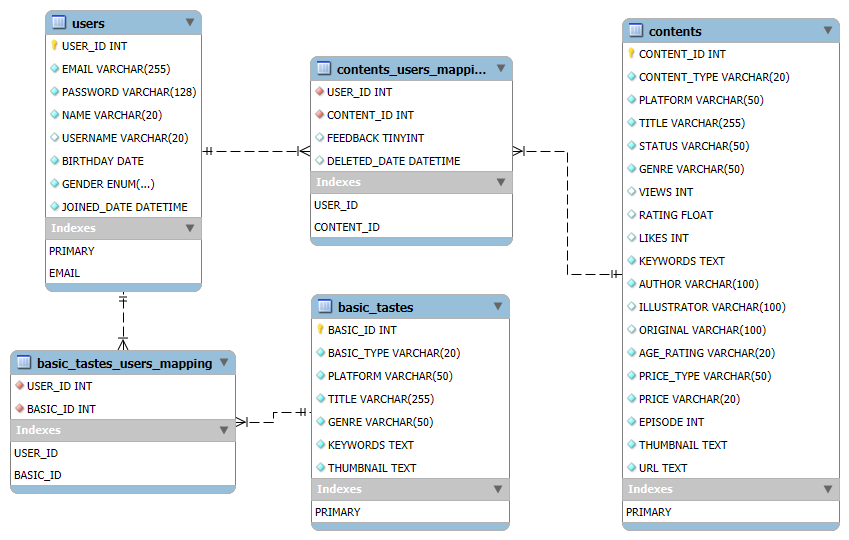 users
USER_ID INT
EMAIL VARCHAR(255)
PASSWORD VARCHAR(128)
NAME VARCHAR(20)
USERNAME VARCHAR(20)
BIRTHDAY DATE
GENDER ENUM(...)
JOINED_DATE DATETIME
Indexes
PRIMARY
EMAIL
contents_users_mappi...
USER_ID INT
CONTENT_ID INT
FEEDBACK TINYINT
DELETED_DATE DATETIME
Indexes
USER_ID
CONTENT_ID
contents
CONTENT_ID INT
CONTENT_TYPE VARCHAR(20)
PLATFORM VARCHAR(50)
TITLE VARCHAR(255)
STATUS VARCHAR(50)
GENRE VARCHAR(50)
VIEWS INT
RATING FLOAT
LIKES INT
KEYWORDS TEXT
AUTHOR VARCHAR(100)
ILLUSTRATOR VARCHAR(100)
ORIGINAL VARCHAR(100)
AGE_RATING VARCHAR(20)
PRICE_TYPE VARCHAR(50)
PRICE VARCHAR(20)
EPISODE INT
THUMBNAIL TEXT
URL TEXT
Indexes
PRIMARY
basic_tastes_users_mapping
USER_ID INT
BASIC_ID INT
Indexes
USER_ID
BASIC_ID
basic_tastes
BASIC_ID INT
BASIC_TYPE VARCHAR(20)
PLATFORM VARCHAR(50)
TITLE VARCHAR(255)
GENRE VARCHAR(50)
KEYWORDS TEXT
THUMBNAIL TEXT
Indexes
PRIMARY